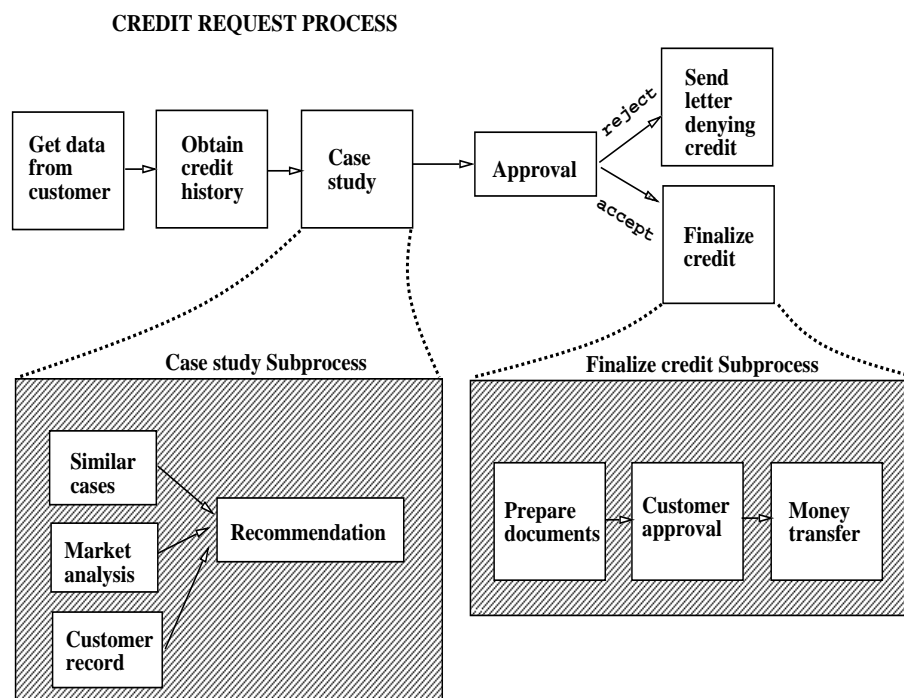 CREDIT REQUEST PROCESS
Get data
from
customer
Obtain
credit
history
Case
study
Approval
reject
accept
Send
letter
denying
credit
Finalize
credit
Case study Subprocess
Similar
cases
Market
analysis
Customer
record
Recommendation
Finalize credit Subprocess
Prepare
documents
Customer
approval
Money
transfer